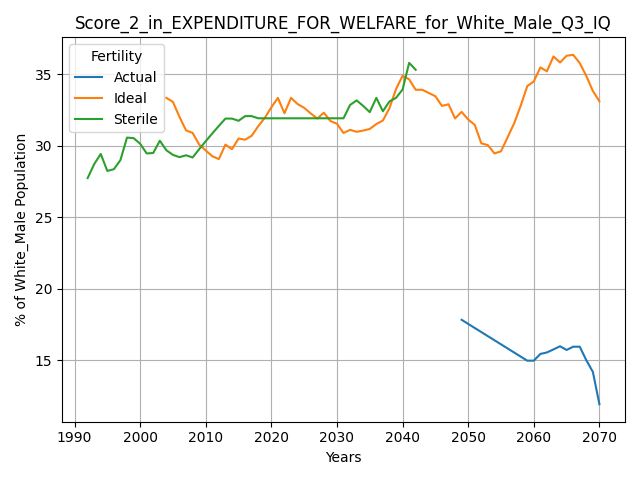 Score_2_in_EXPENDITURE_FOR_WELFARE_for_White_Male_Q3_IQ
Fertility
Actual
Ideal
Sterile
% of White_Male Population
35
30
25
20
15
1990 2000 2010 2020 2030 2040 2050 2060 2070
Years